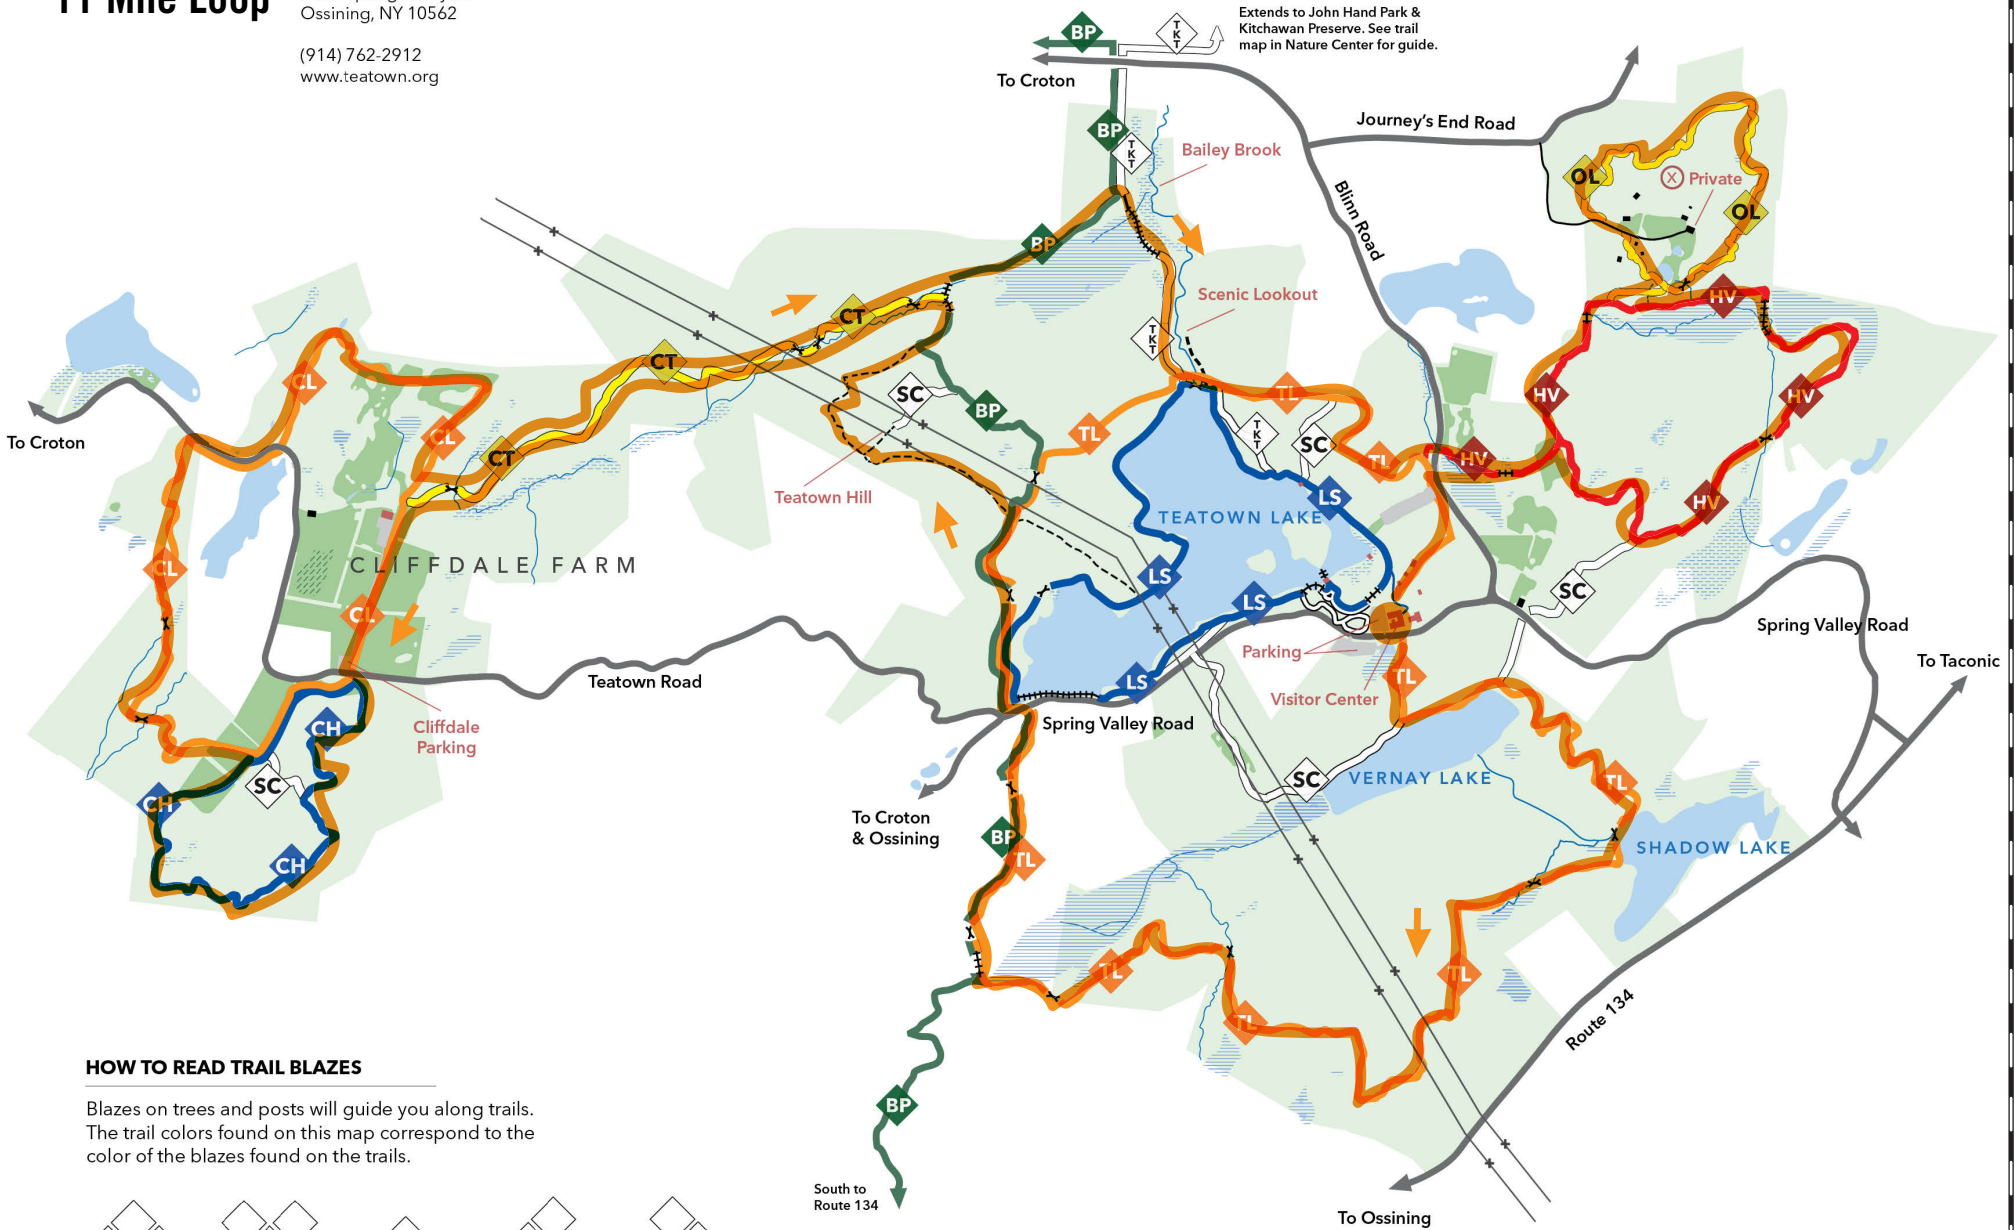 11 Mile Loop
Ossining, NY 10562
(914) 762-2912
www.teatown.org
BP
TKT
Extends to John Hand Park &
Kitchawan Preserve. See trail
map in Nature Center for guide.
To Croton
Journey's End Road
BP
TKT
Bailey Brook
Blinn Road
OL
X Private
OL
BP
Scenic Lookout
HV
CT
TKT
CT
CL
SC
BP
TL
HV
HV
To Croton
CL
TL
TKT
SC
CT
TL
HV
Teatown Hill
LS
HV
TEATOWN LAKE
CLIFFDALE FARM
CL
LS
LS
SC
CL
Spring Valley Road
Parking
To Taconic
Teatown Road
LS
TL
Visitor Center
CH
Cliffdale
Parking
Spring Valley Road
SC
SC
VERNAY LAKE
TL
CH
To Croton
& Ossining
BP
TL
SHADOW LAKE
CH
TL
TL
TL
Route 134
HOW TO READ TRAIL BLAZES
Blazes on trees and posts will guide you along trails.
The trail colors found on this map correspond to the
color of the blazes found on the trails.
BP
South to
Route 134
To Ossining